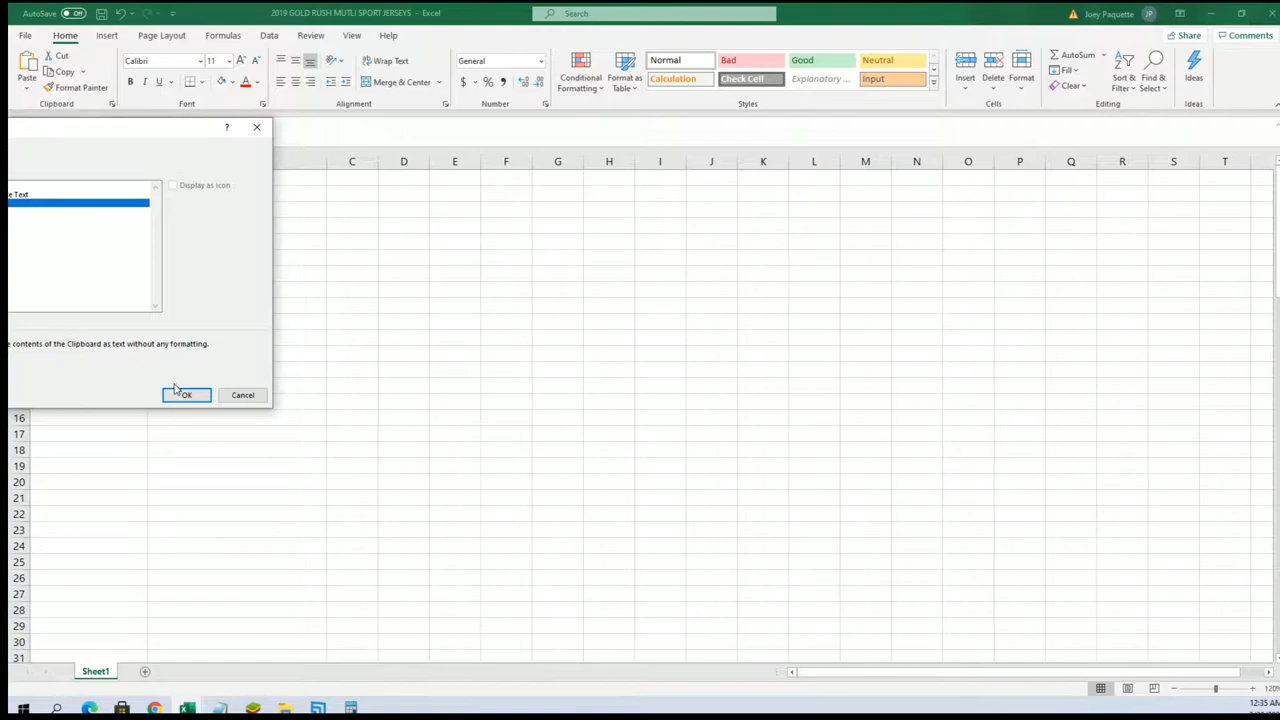 AutoSave Off 2019 GOLD RUSH MUTLI SPORT JERSEYS - Excel Search Joey Paquette JP
File Home Insert Page Layout Formulas Data Review View Help Share Comments
Paste Cut Copy Format Painter Clipboard
Calibri 11 B I U A Font
Wrap Text Merge & Center Alignment
General $ % Number
Conditional Formatting Format as Table
Normal Bad Good Neutral
Calculation Check Cell Explanatory ... Input
Styles
Insert Delete Format Cells
AutoSum Fill Clear Sort & Filter Find & Select Editing
Ideas Ideas
?
C D E F G H I J K L M N O P Q R S T
Display as icon
e Text
e contents of the Clipboard as text without any formatting.
OK Cancel
16
17
18
19
20
21
22
23
24
25
26
27
28
29
30
31
Sheet1
120%
12:35 AM